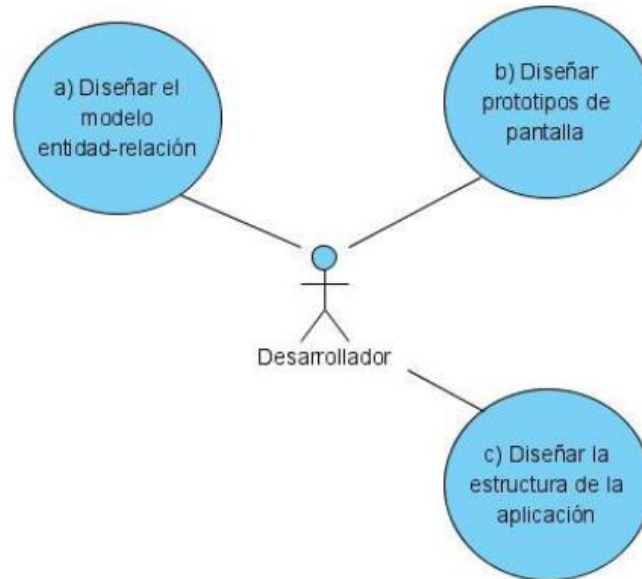 a) Diseñar el
modelo
entidad-relación
b) Diseñar
prototipos de
pantalla
Desarrollador
c) Diseñar la
estructura de la
aplicación